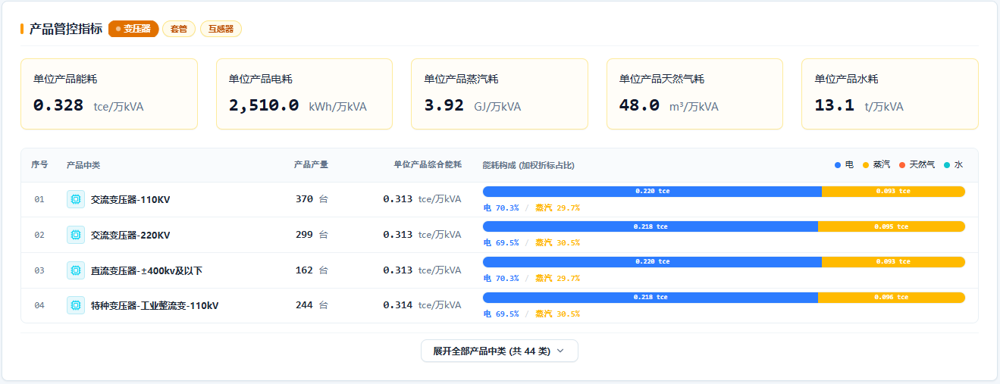 产品管控指标 变压器 套管 互感器
单位产品能耗 单位产品电耗 单位产品蒸汽耗 单位产品天然气耗 单位产品水耗
0.328 tce/万kVA 2,510.0 kWh/万kVA 3.92 GJ/万kVA 48.0 m³/万kVA 13.1 t/万kVA
序号 产品中类 产品产量 单位产品综合能耗 能耗构成 (加权折标占比) 电 蒸汽 天然气 水
01 交流变压器-110KV 370 台 0.313 tce/万kVA 0.220 tce 0.093 tce
电 70.3% / 蒸汽 29.7%
02 交流变压器-220KV 299 台 0.313 tce/万kVA 0.218 tce 0.095 tce
电 69.5% / 蒸汽 30.5%
03 直流变压器-±400kv及以下 162 台 0.313 tce/万kVA 0.220 tce 0.093 tce
电 70.3% / 蒸汽 29.7%
04 特种变压器-工业整流变-110kV 244 台 0.314 tce/万kVA 0.218 tce 0.096 tce
电 69.5% / 蒸汽 30.5%
展开全部产品中类 (共 44 类)